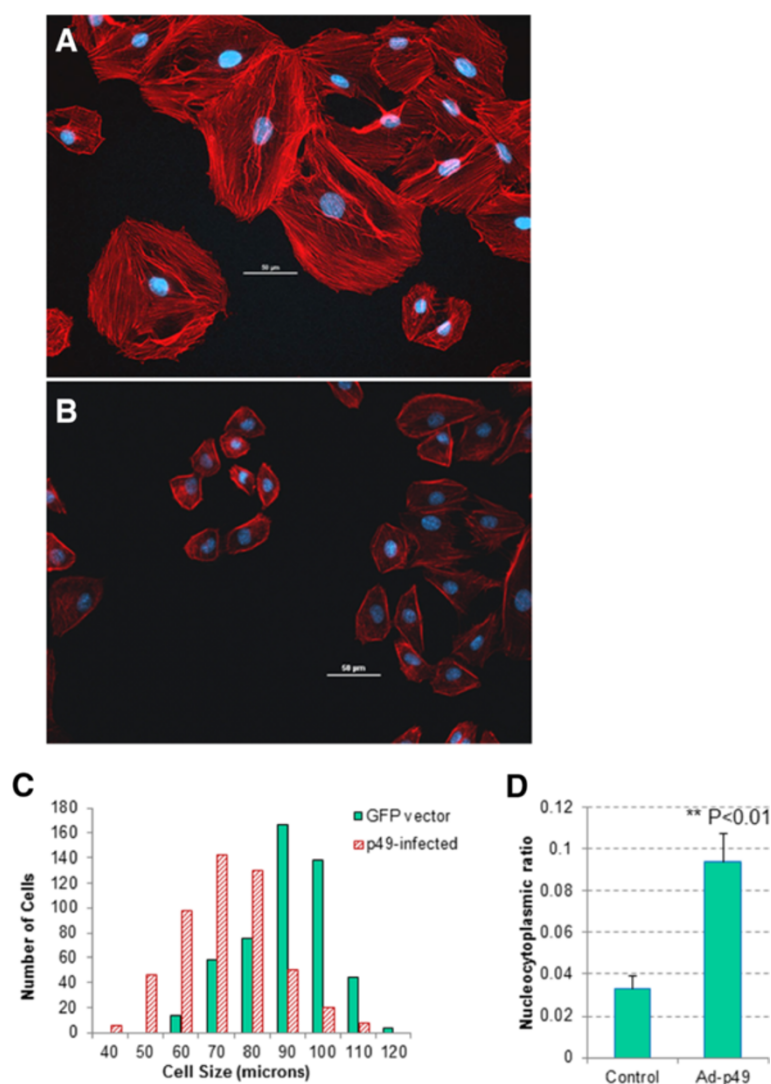 A
50 µm
B
50 µm
C
180
160
140
120
100
80
60
40
20
0
Number of Cells
GFP vector
p49-infected
40 50 60 70 80 90 100 110 120
Cell Size (microns)
D
0.12
0.1
0.08
0.06
0.04
0.02
0
Nucleocytoplasmic ratio
** P<0.01
Control Ad-p49